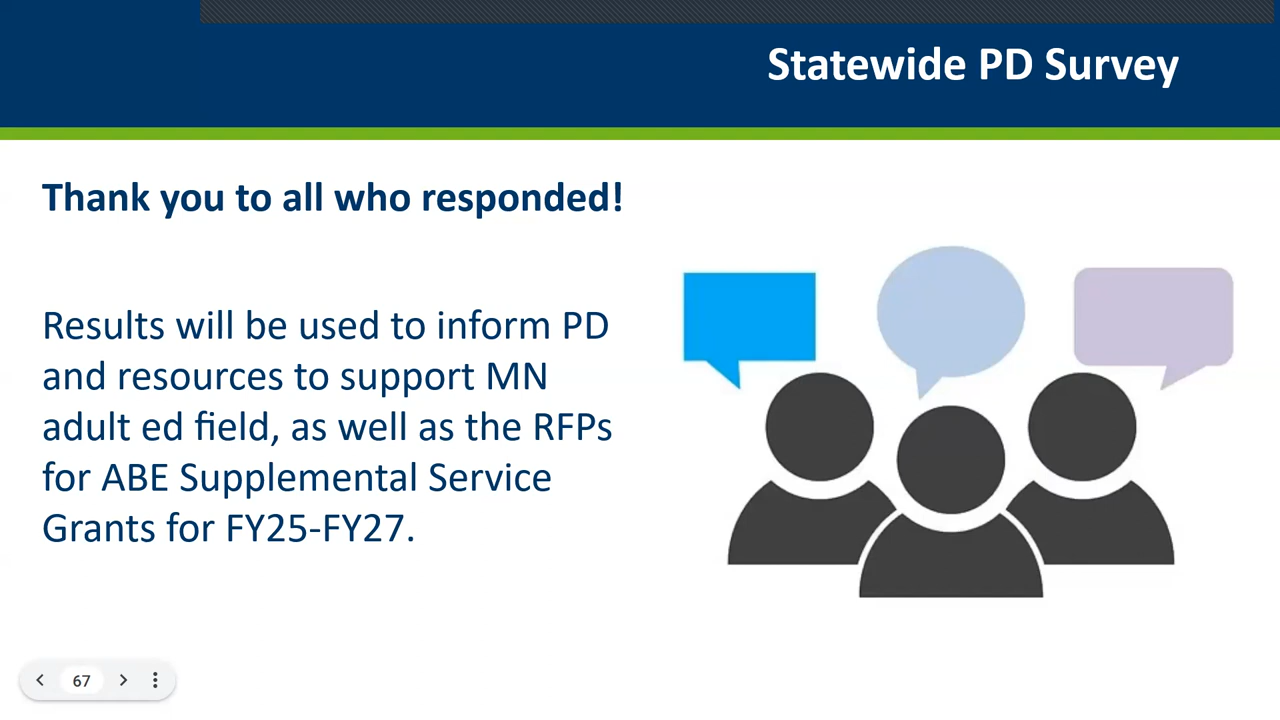 Statewide PD Survey
Thank you to all who responded!
Results will be used to inform PD
and resources to support MN
adult ed field, as well as the RFPs
for ABE Supplemental Service
Grants for FY25-FY27.
67